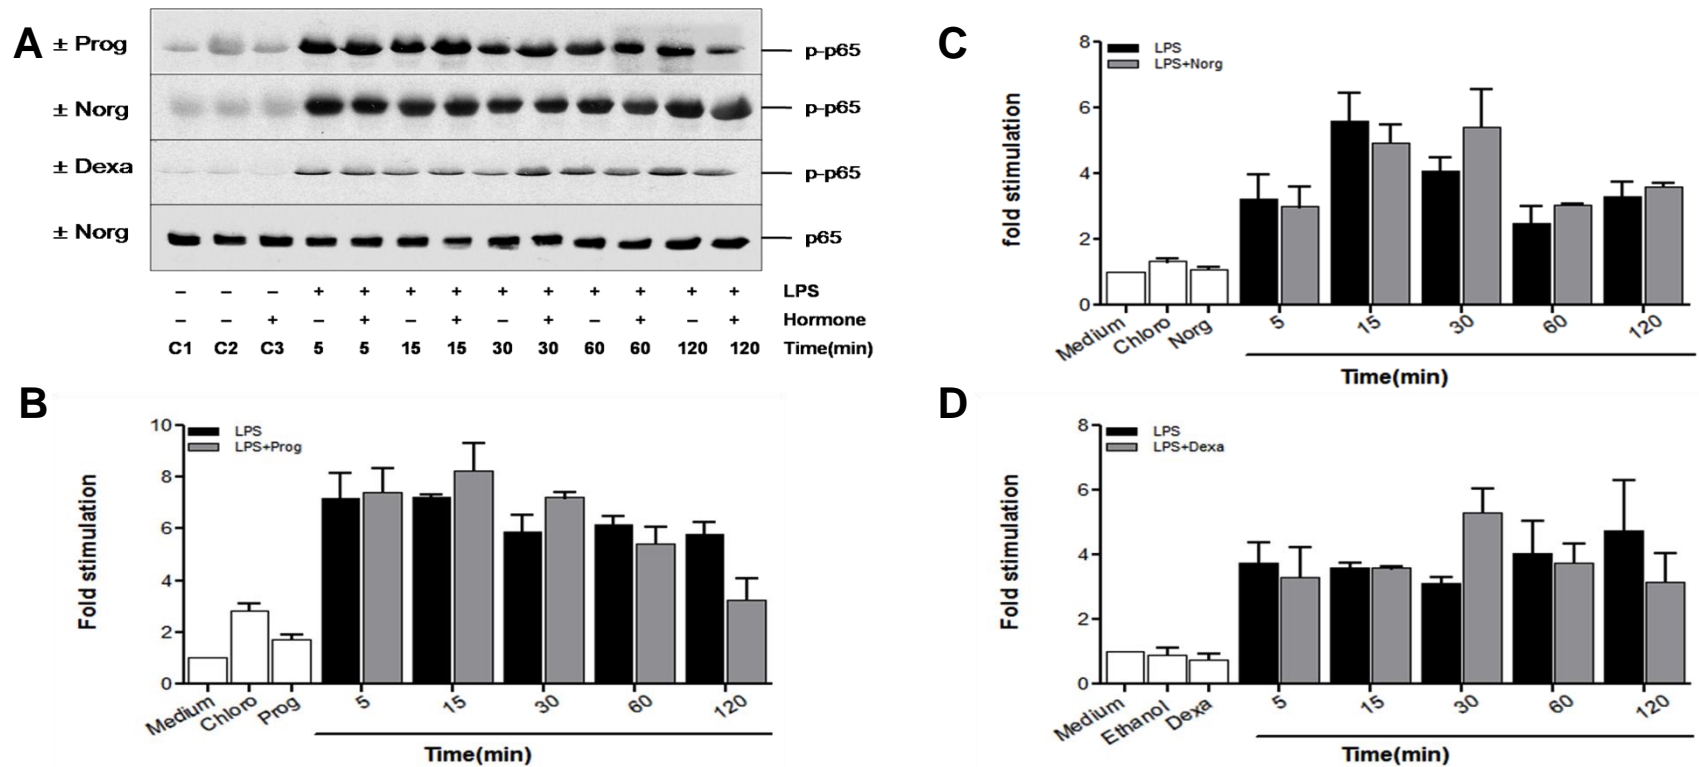 A
± Prog
p-p65
± Norg
p-p65
± Dexa
p-p65
± Norg
p65
– – – + + + + + + + + + + LPS
– – + – + – + – + – + – + Hormone
C1 C2 C3 5 5 15 15 30 30 60 60 120 120 Time(min)
B
10
8
6
4
2
0
Fold stimulation
LPS
LPS+Prog
Medium Chloro Prog 5 15 30 60 120
Time(min)
C
8
6
4
2
0
fold stimulation
LPS
LPS+Norg
Medium Chloro Norg 5 15 30 60 120
Time(min)
D
8
6
4
2
0
Fold stimulation
LPS
LPS+Dexa
Medium Ethanol Dexa 5 15 30 60 120
Time(min)